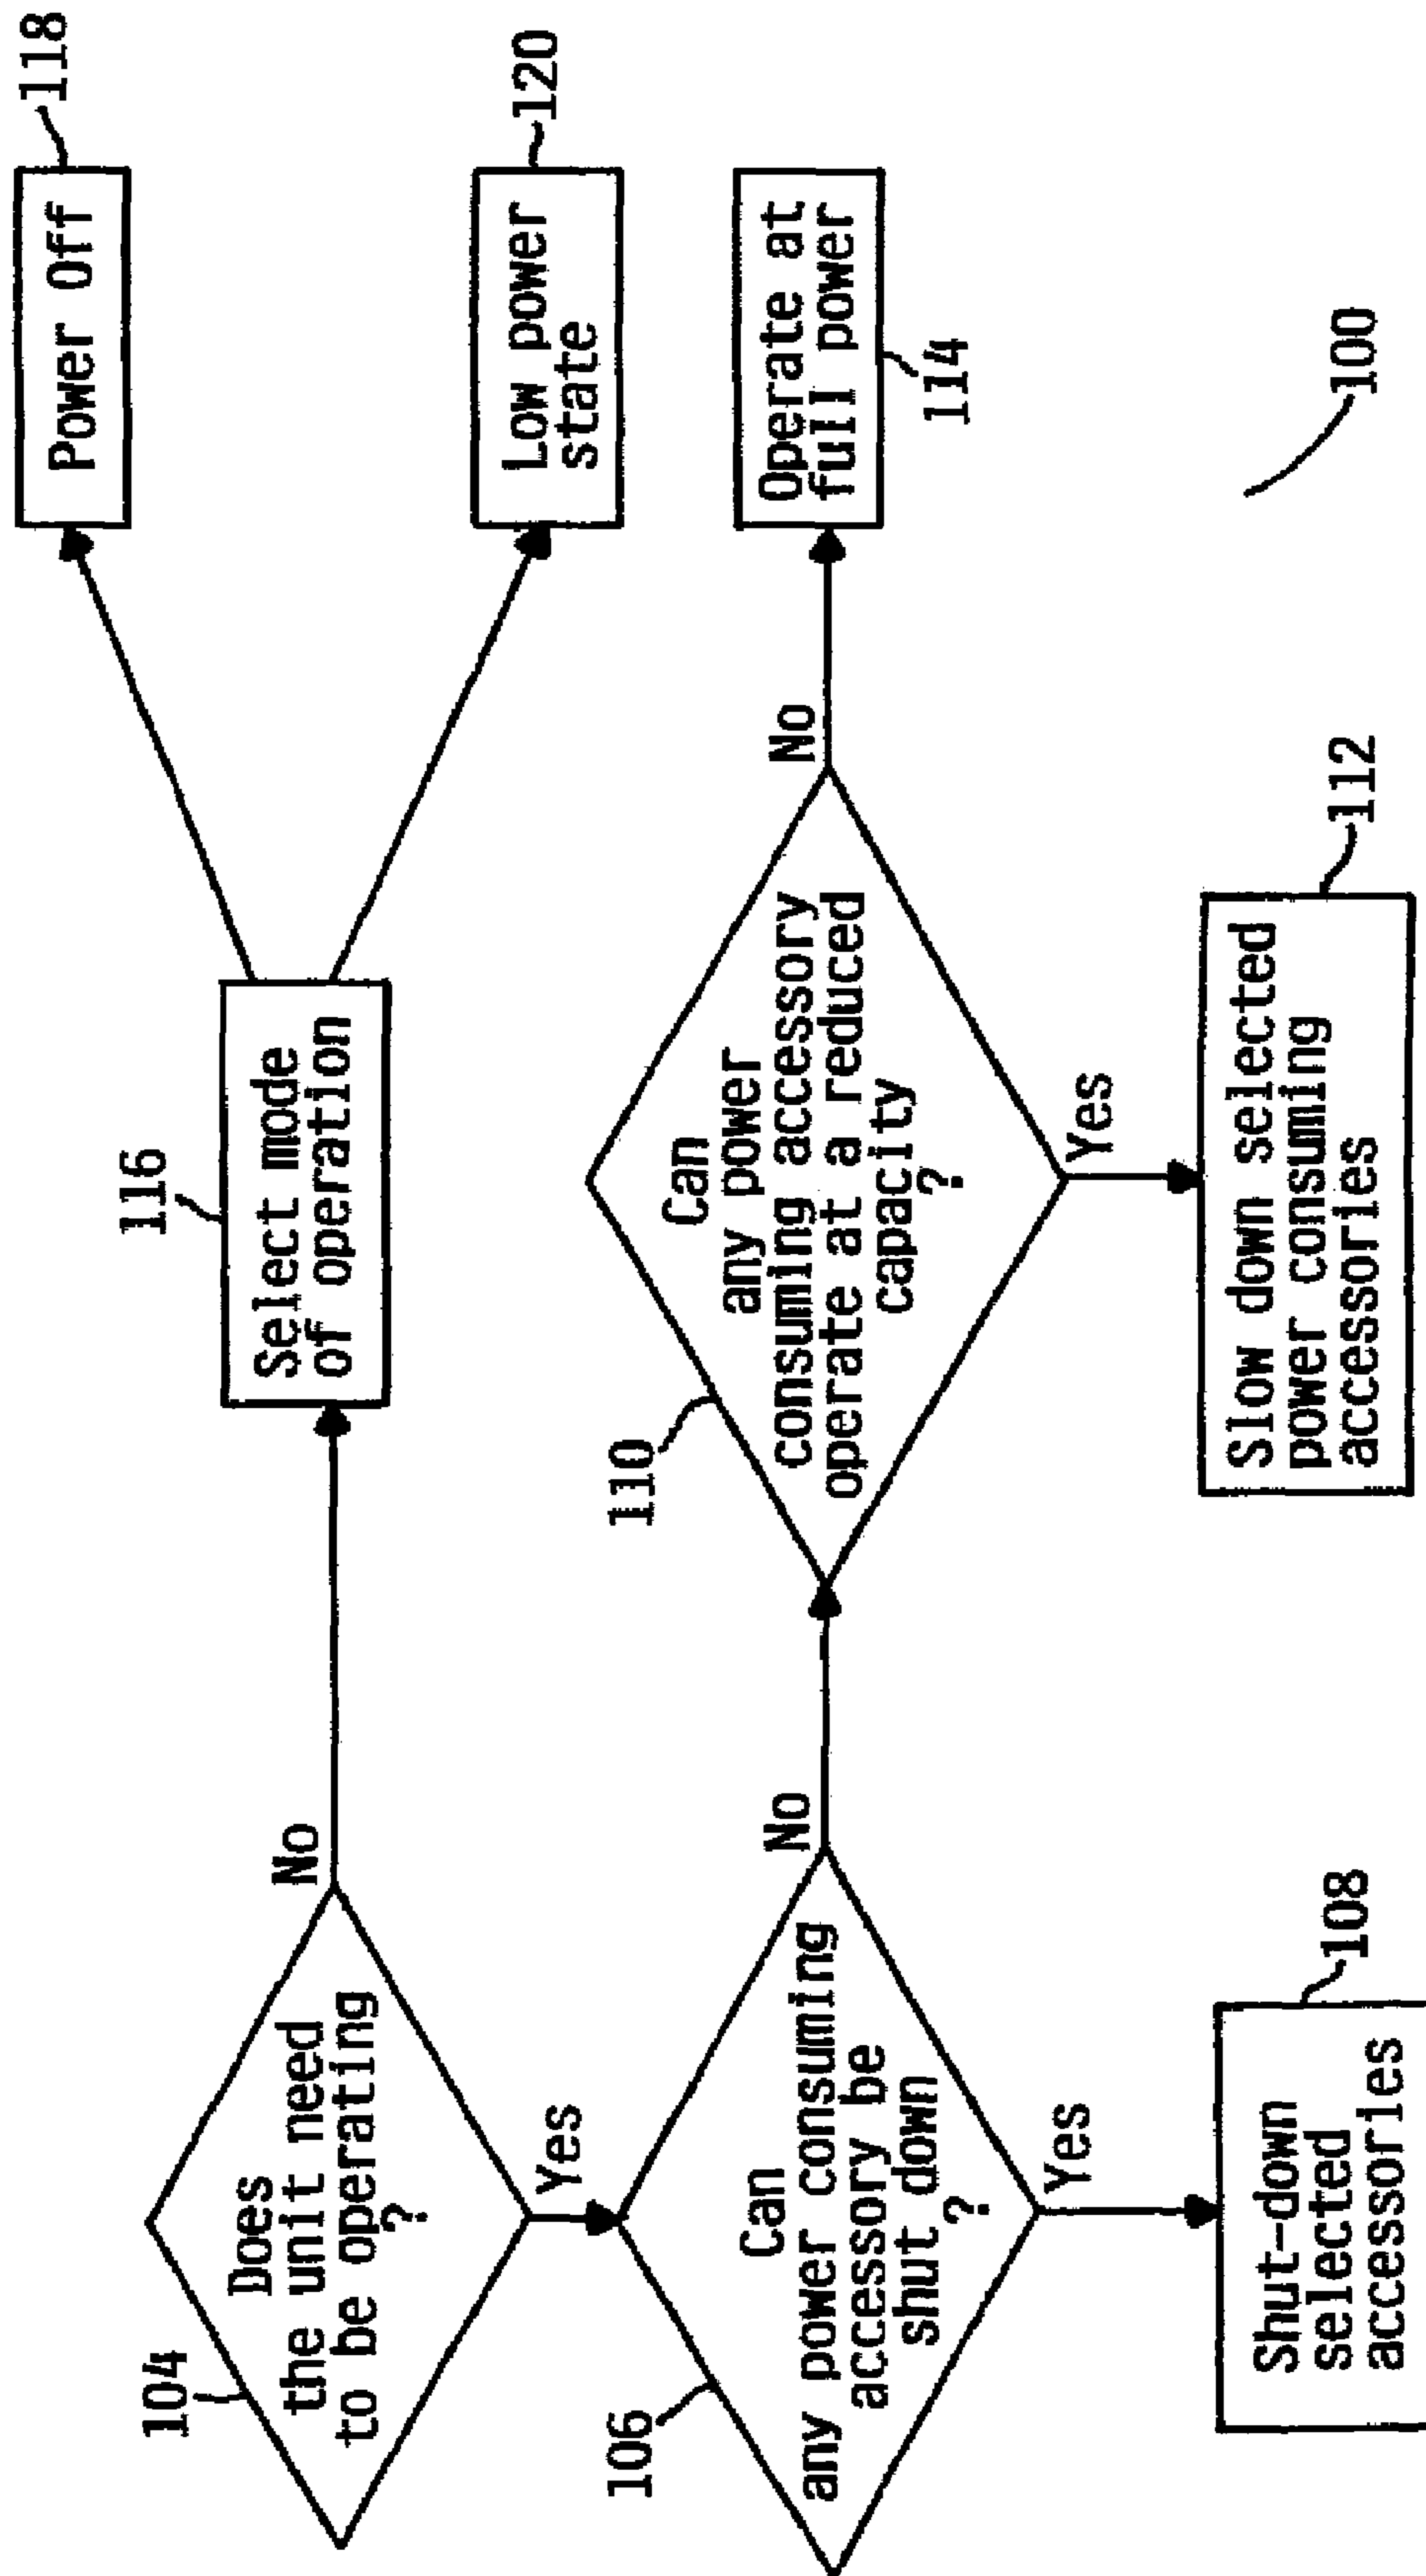 118
Power Off
116
Select mode
of operation
120
Low power
state
104
Does
the unit need
to be operating
?
No
Yes
106
Can
any power consuming
accessory be
shut down
?
No
Yes
110
Can
any power
consuming accessory
operate at a reduced
capacity
?
No
Yes
Operate at
full power
114
108
Shut-down
selected
accessories
112
Slow down selected
power consuming
accessories
100